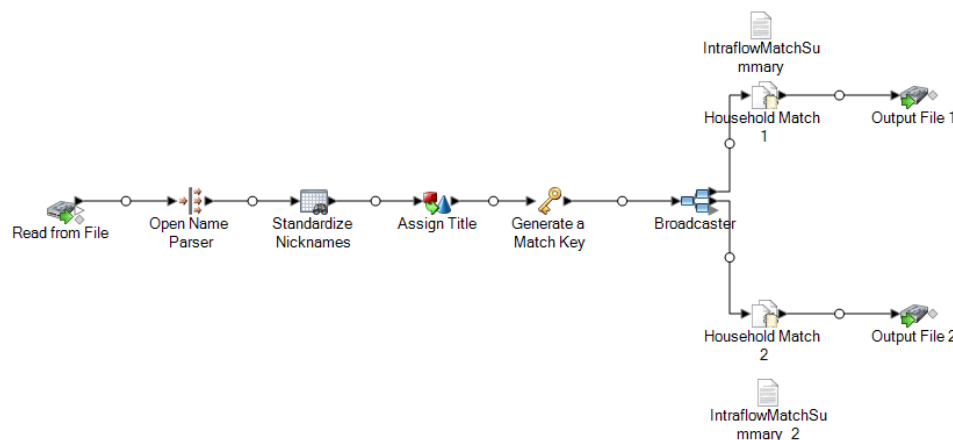 IntraflowMatchSu
mmary
Household Match
1
Output File 1
Read from File
Open Name
Parser
Standardize
Nicknames
Assign Title
Generate a
Match Key
Broadcaster
Household Match
2
Output File 2
IntraflowMatchSu
mmary_2